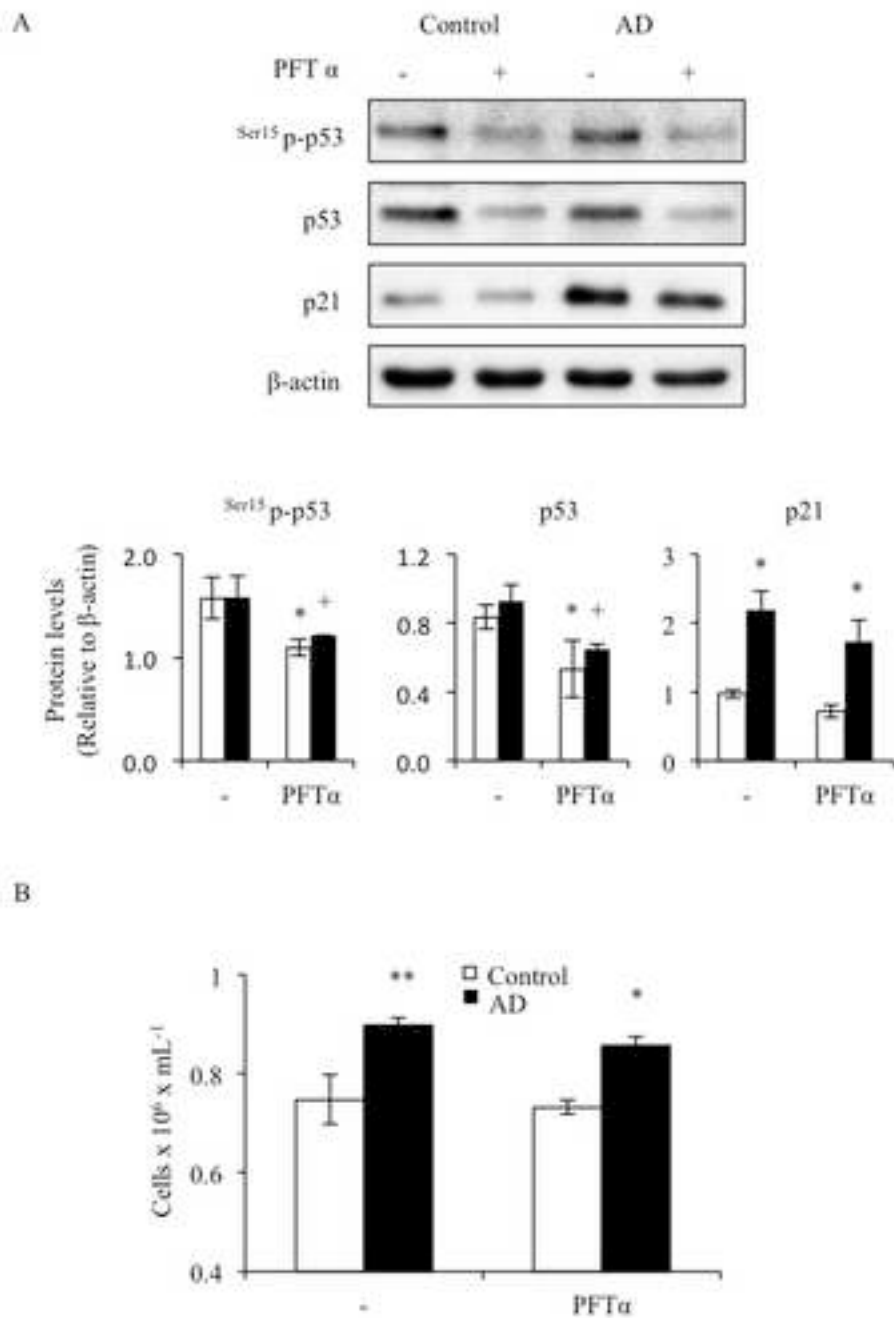 A
Control AD
PFT α - + - +
Ser15 p-p53
p53
p21
β-actin
Ser15 p-p53 p53 p21
Protein levels
(Relative to β-actin)
2.0
1.0
0.0
- PFTα
1.2
0.8
0.4
0.0
- PFTα
3
2
1
0
- PFTα
* +
* +
* *
B
Cells x 10⁶ x mL⁻¹
1
0.8
0.6
0.4
** *
Control
AD
- PFTα